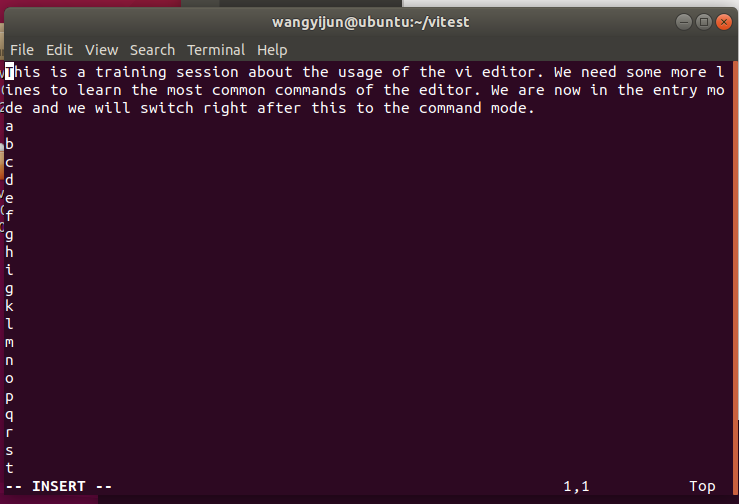 wangyijun@ubuntu:~/vitest
File Edit View Search Terminal Help
This is a training session about the usage of the vi editor. We need some more l
ines to learn the most common commands of the editor. We are now in the entry mo
de and we will switch right after this to the command mode.
a
b
c
d
e
f
g
h
i
g
k
l
m
n
o
p
q
r
s
t
-- INSERT -- 1,1 Top